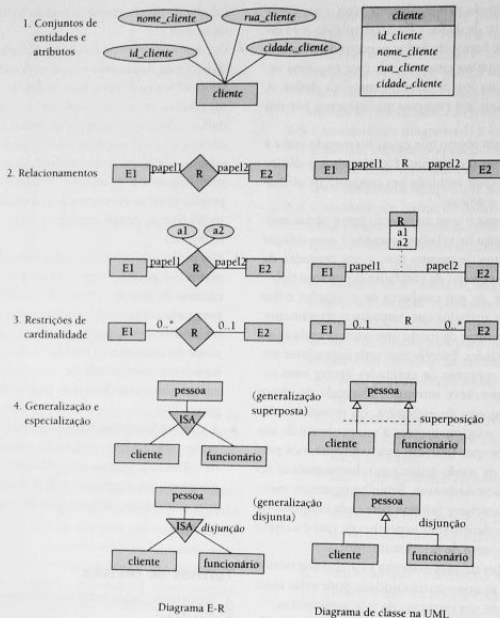 1. Conjuntos de
entidades e
atributos
nome_cliente
rua_cliente
id_cliente
cidade_cliente
cliente
cliente
id_cliente
nome_cliente
rua_cliente
cidade_cliente
2. Relacionamentos
E1 papel1 R papel2 E2
E1 papel1 R papel2 E2
a1 a2
E1 papel1 R papel2 E2
R
a1
a2
E1 papel1 papel2 E2
3. Restrições de
cardinalidade
E1 0..* R 0..1 E2
E1 0..1 R 0..* E2
4. Generalização e
especialização
pessoa
ISA
cliente funcionário
(generalização
superposta)
pessoa
superposição
cliente funcionário
pessoa
ISA disjunção
cliente funcionário
(generalização
disjunta)
pessoa
disjunção
cliente funcionário
Diagrama E-R
Diagrama de classe na UML